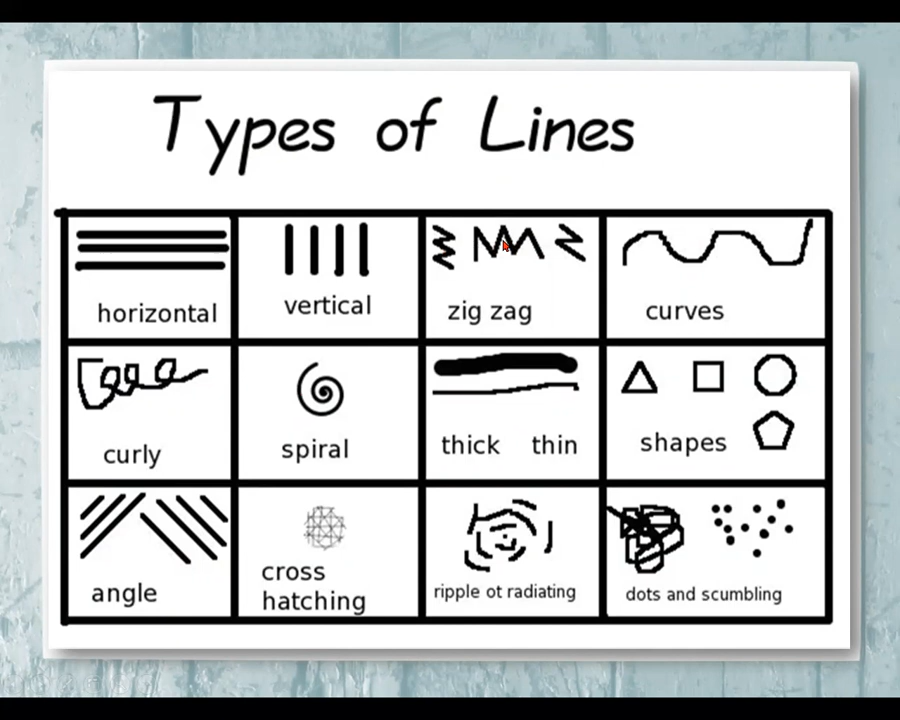 Types of Lines
horizontal
vertical
zig zag
curves
curly
spiral
thick thin
shapes
angle
cross
hatching
ripple ot radiating
dots and scumbling